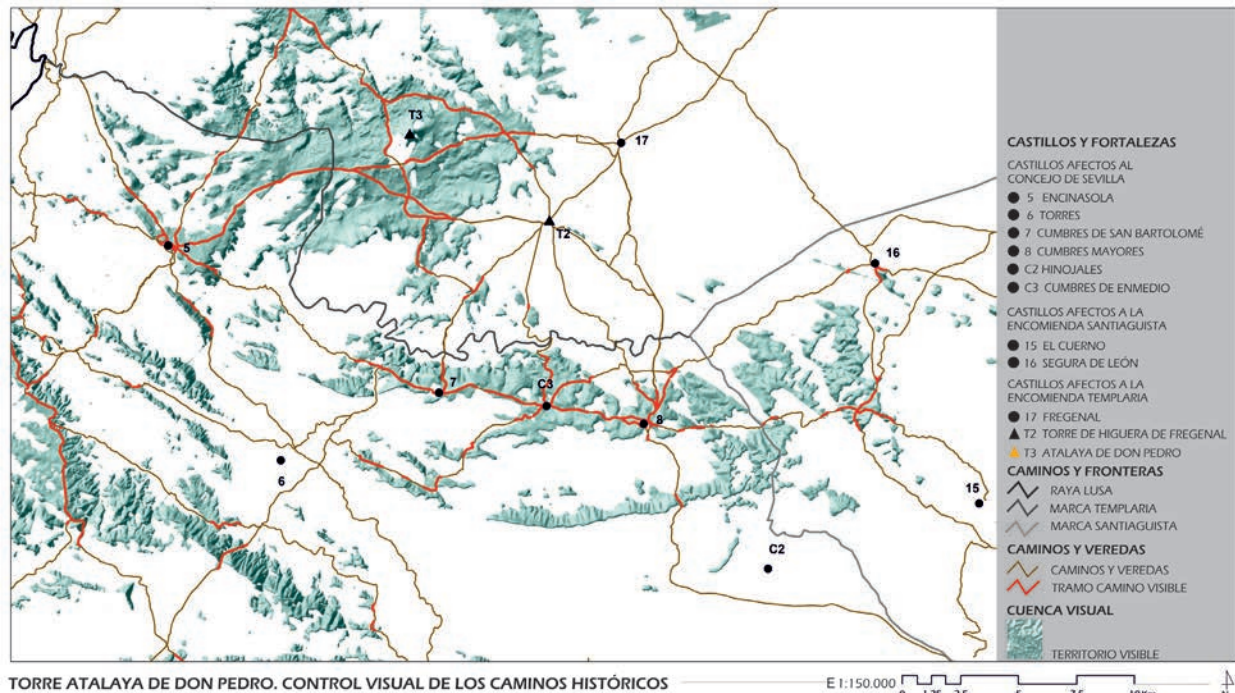 T3
17
5
T2
16
7
C3
8
6
15
C2
CASTILLOS Y FORTALEZAS
CASTILLOS AFECTOS AL
CONCEJO DE SEVILLA
5 ENCINASOLA
6 TORRES
7 CUMBRES DE SAN BARTOLOMÉ
8 CUMBRES MAYORES
C2 HINOJALES
C3 CUMBRES DE ENMEDIO
CASTILLOS AFECTOS A LA
ENCOMIENDA SANTIAGUISTA
15 EL CUERNO
16 SEGURA DE LEÓN
CASTILLOS AFECTOS A LA
ENCOMIENDA TEMPLARIA
17 FREGENAL
T2 TORRE DE HIGUERA DE FREGENAL
T3 ATALAYA DE DON PEDRO
CAMINOS Y FRONTERAS
RAYA LUSA
MARCA TEMPLARIA
MARCA SANTIAGUISTA
CAMINOS Y VEREDAS
CAMINOS Y VEREDAS
TRAMO CAMINO VISIBLE
CUENCA VISUAL
TERRITORIO VISIBLE
TORRE ATALAYA DE DON PEDRO. CONTROL VISUAL DE LOS CAMINOS HISTÓRICOS
E 1:150.000